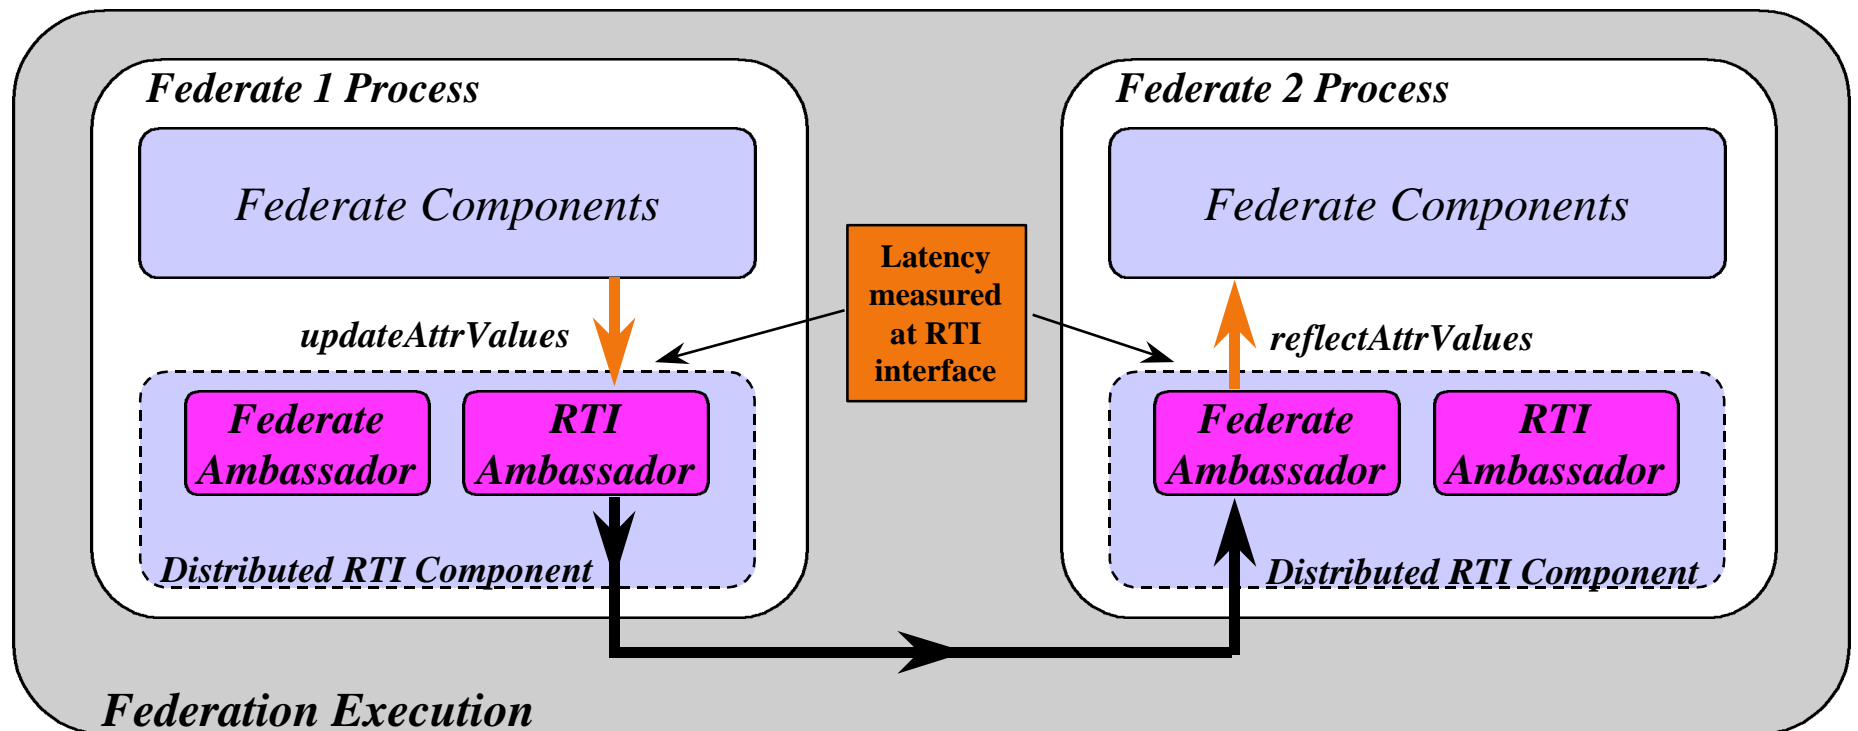 Federate 1 Process
Federate Components
updateAttrValues
Federate
Ambassador
RTI
Ambassador
Distributed RTI Component
Latency
measured
at RTI
interface
Federate 2 Process
Federate Components
reflectAttrValues
Federate
Ambassador
RTI
Ambassador
Distributed RTI Component
Federation Execution